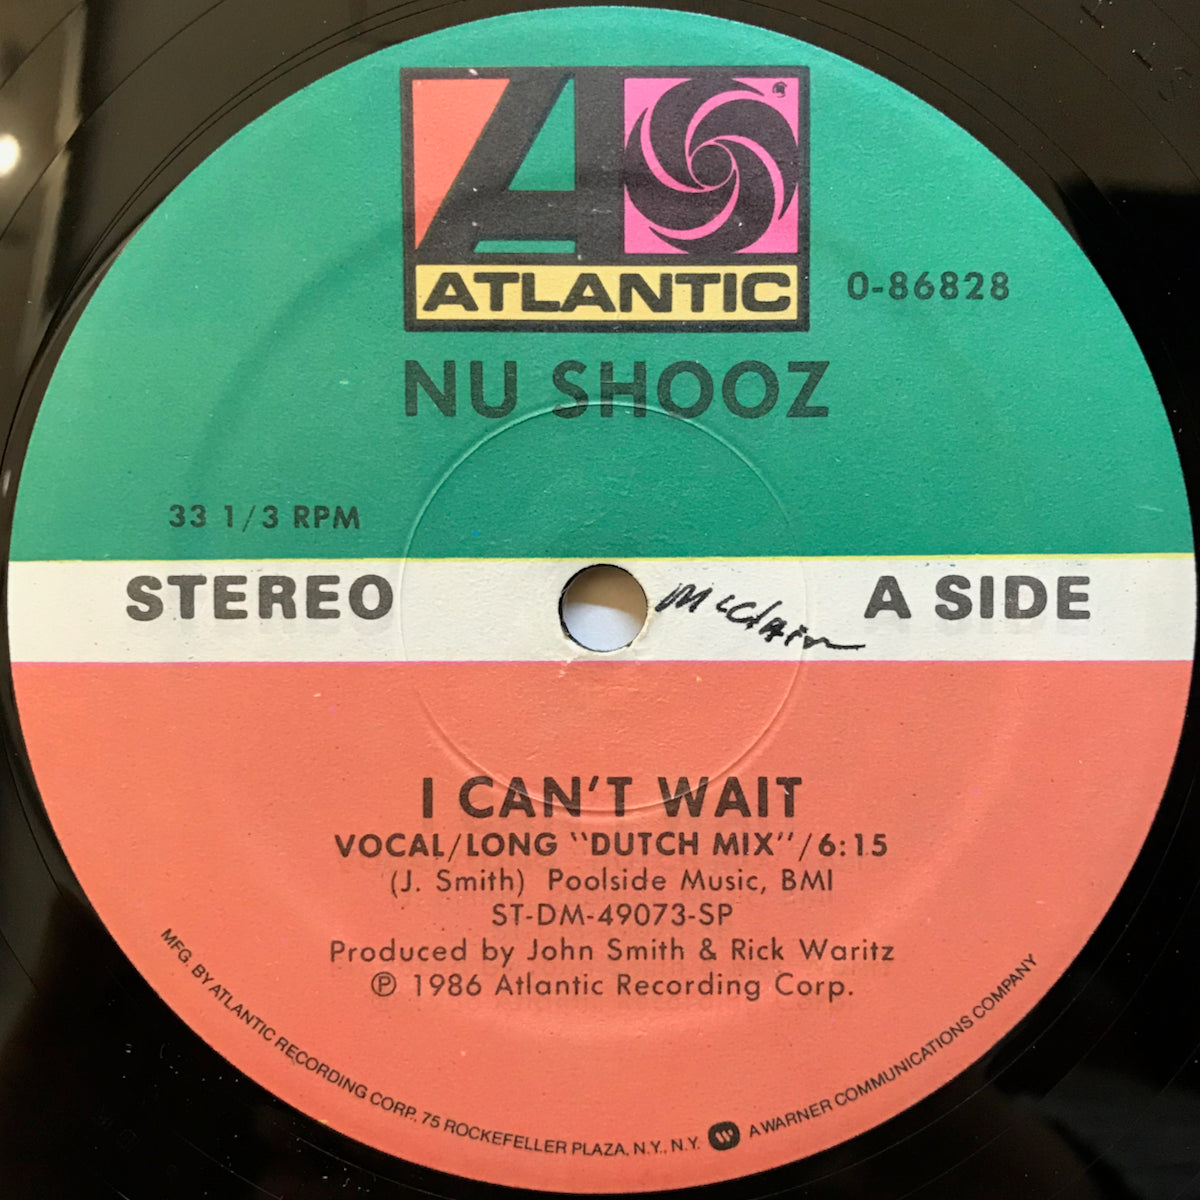 ATLANTIC
0-86828
NU SHOOZ
33 1/3 RPM
STEREO
McClain
A SIDE
I CAN'T WAIT
VOCAL/LONG "DUTCH MIX"/6:15
(J. Smith) Poolside Music, BMI
ST-DM-49073-SP
Produced by John Smith & Rick Waritz
℗ 1986 Atlantic Recording Corp.
MFG. BY ATLANTIC RECORDING CORP., 75 ROCKEFELLER PLAZA, N.Y., N.Y. A WARNER COMMUNICATIONS COMPANY